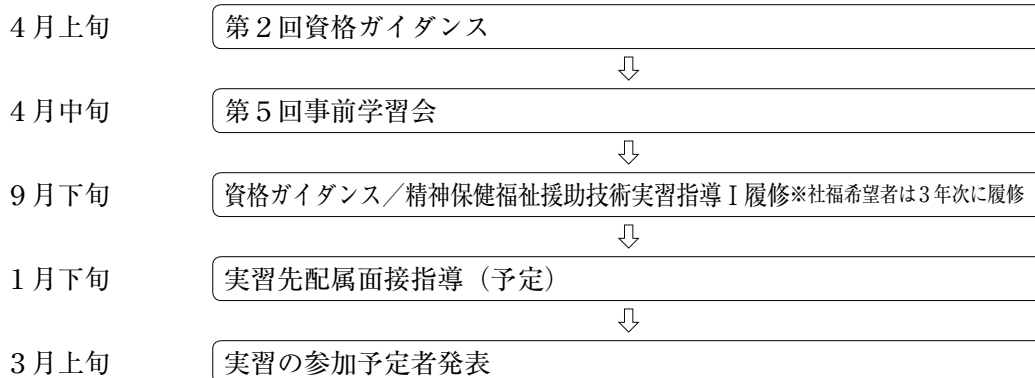 ４月上旬 第２回資格ガイダンス
⇩
４月中旬 第５回事前学習会
⇩
９月下旬 資格ガイダンス／精神保健福祉援助技術実習指導Ⅰ履修※社福希望者は３年次に履修
⇩
１月下旬 実習先配属面接指導（予定）
⇩
３月上旬 実習の参加予定者発表